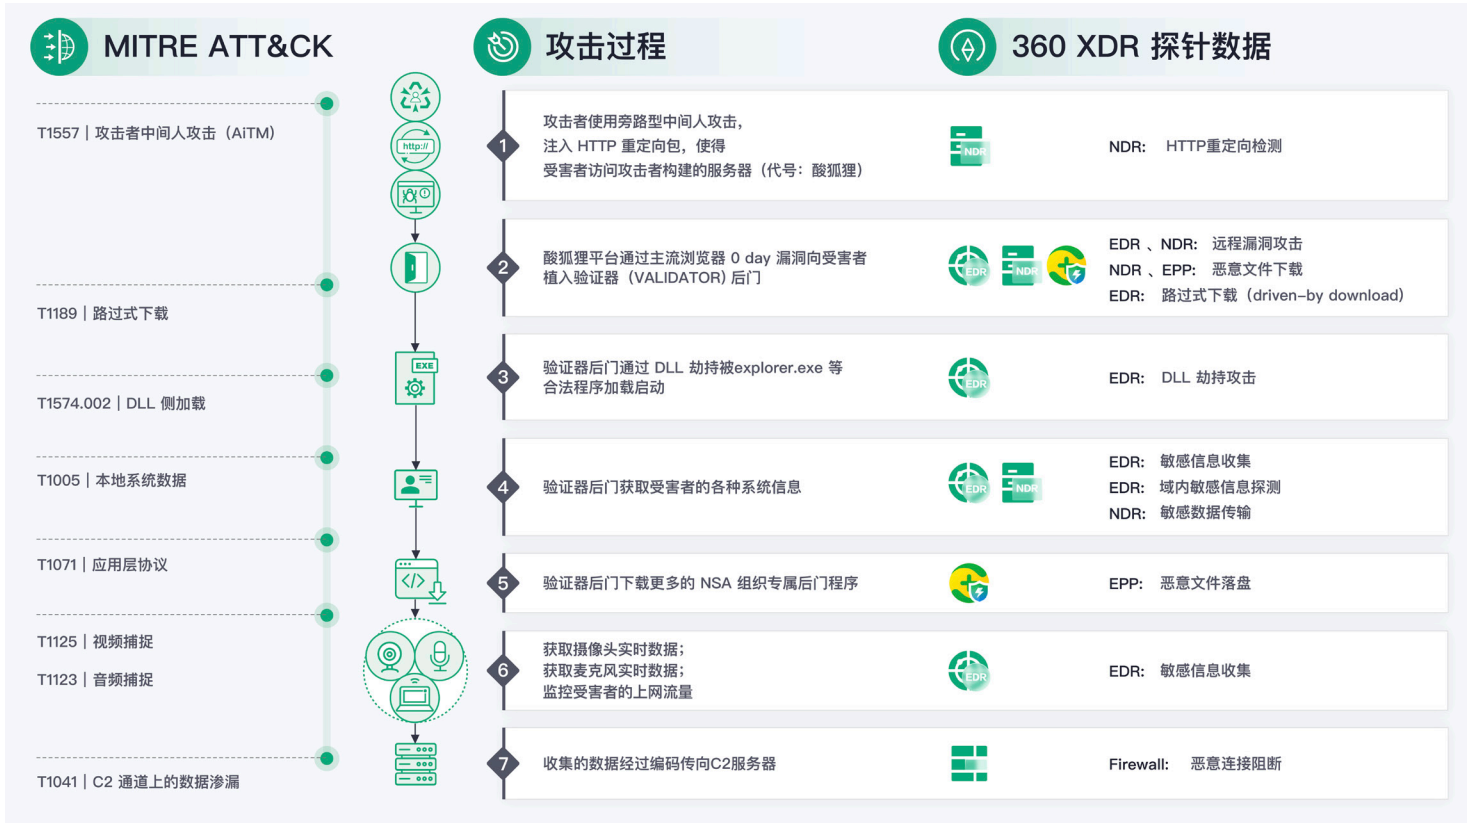 MITRE ATT&CK
攻击过程
360 XDR 探针数据
T1557｜攻击者中间人攻击（AiTM）
http://
1
攻击者使用旁路型中间人攻击，
注入 HTTP 重定向包，使得
受害者访问攻击者构建的服务器（代号：酸狐狸）
NDR
NDR: HTTP重定向检测
T1189｜路过式下载
2
酸狐狸平台通过主流浏览器 0 day 漏洞向受害者
植入验证器（VALIDATOR) 后门
EDR
NDR
EDR 、NDR: 远程漏洞攻击
NDR 、EPP: 恶意文件下载
EDR: 路过式下载（driven-by download）
T1574.002｜DLL 侧加载
EXE
3
验证器后门通过 DLL 劫持被explorer.exe 等
合法程序加载启动
EDR
EDR: DLL 劫持攻击
T1005｜本地系统数据
4
验证器后门获取受害者的各种系统信息
EDR
NDR
EDR: 敏感信息收集
EDR: 域内敏感信息探测
NDR: 敏感数据传输
T1071｜应用层协议
</>
5
验证器后门下载更多的 NSA 组织专属后门程序
EPP: 恶意文件落盘
T1125｜视频捕捉
T1123｜音频捕捉
6
获取摄像头实时数据；
获取麦克风实时数据；
监控受害者的上网流量
EDR
EDR: 敏感信息收集
T1041｜C2 通道上的数据渗漏
7
收集的数据经过编码传向C2服务器
Firewall: 恶意连接阻断